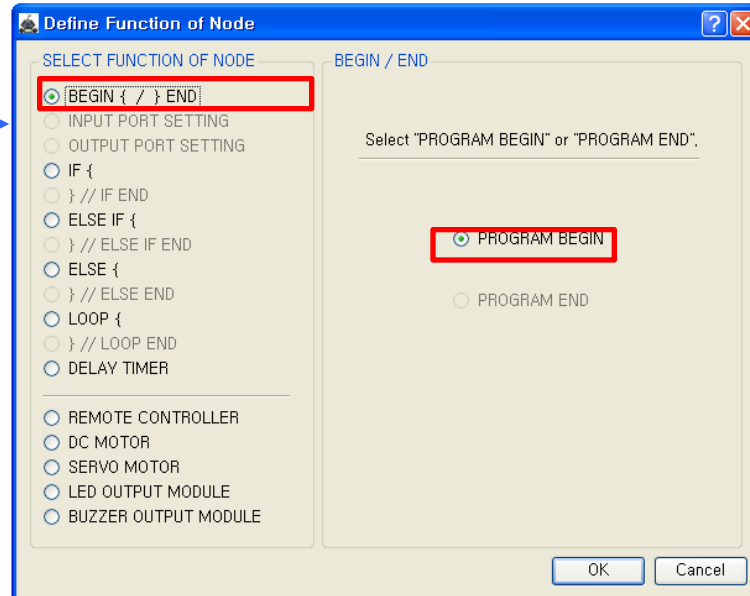 Define Function of Node
SELECT FUNCTION OF NODE
BEGIN { / } END
INPUT PORT SETTING
OUTPUT PORT SETTING
IF {
} // IF END
ELSE IF {
} // ELSE IF END
ELSE {
} // ELSE END
LOOP {
} // LOOP END
DELAY TIMER
REMOTE CONTROLLER
DC MOTOR
SERVO MOTOR
LED OUTPUT MODULE
BUZZER OUTPUT MODULE
BEGIN / END
Select "PROGRAM BEGIN" or "PROGRAM END",
PROGRAM BEGIN
PROGRAM END
OK
Cancel